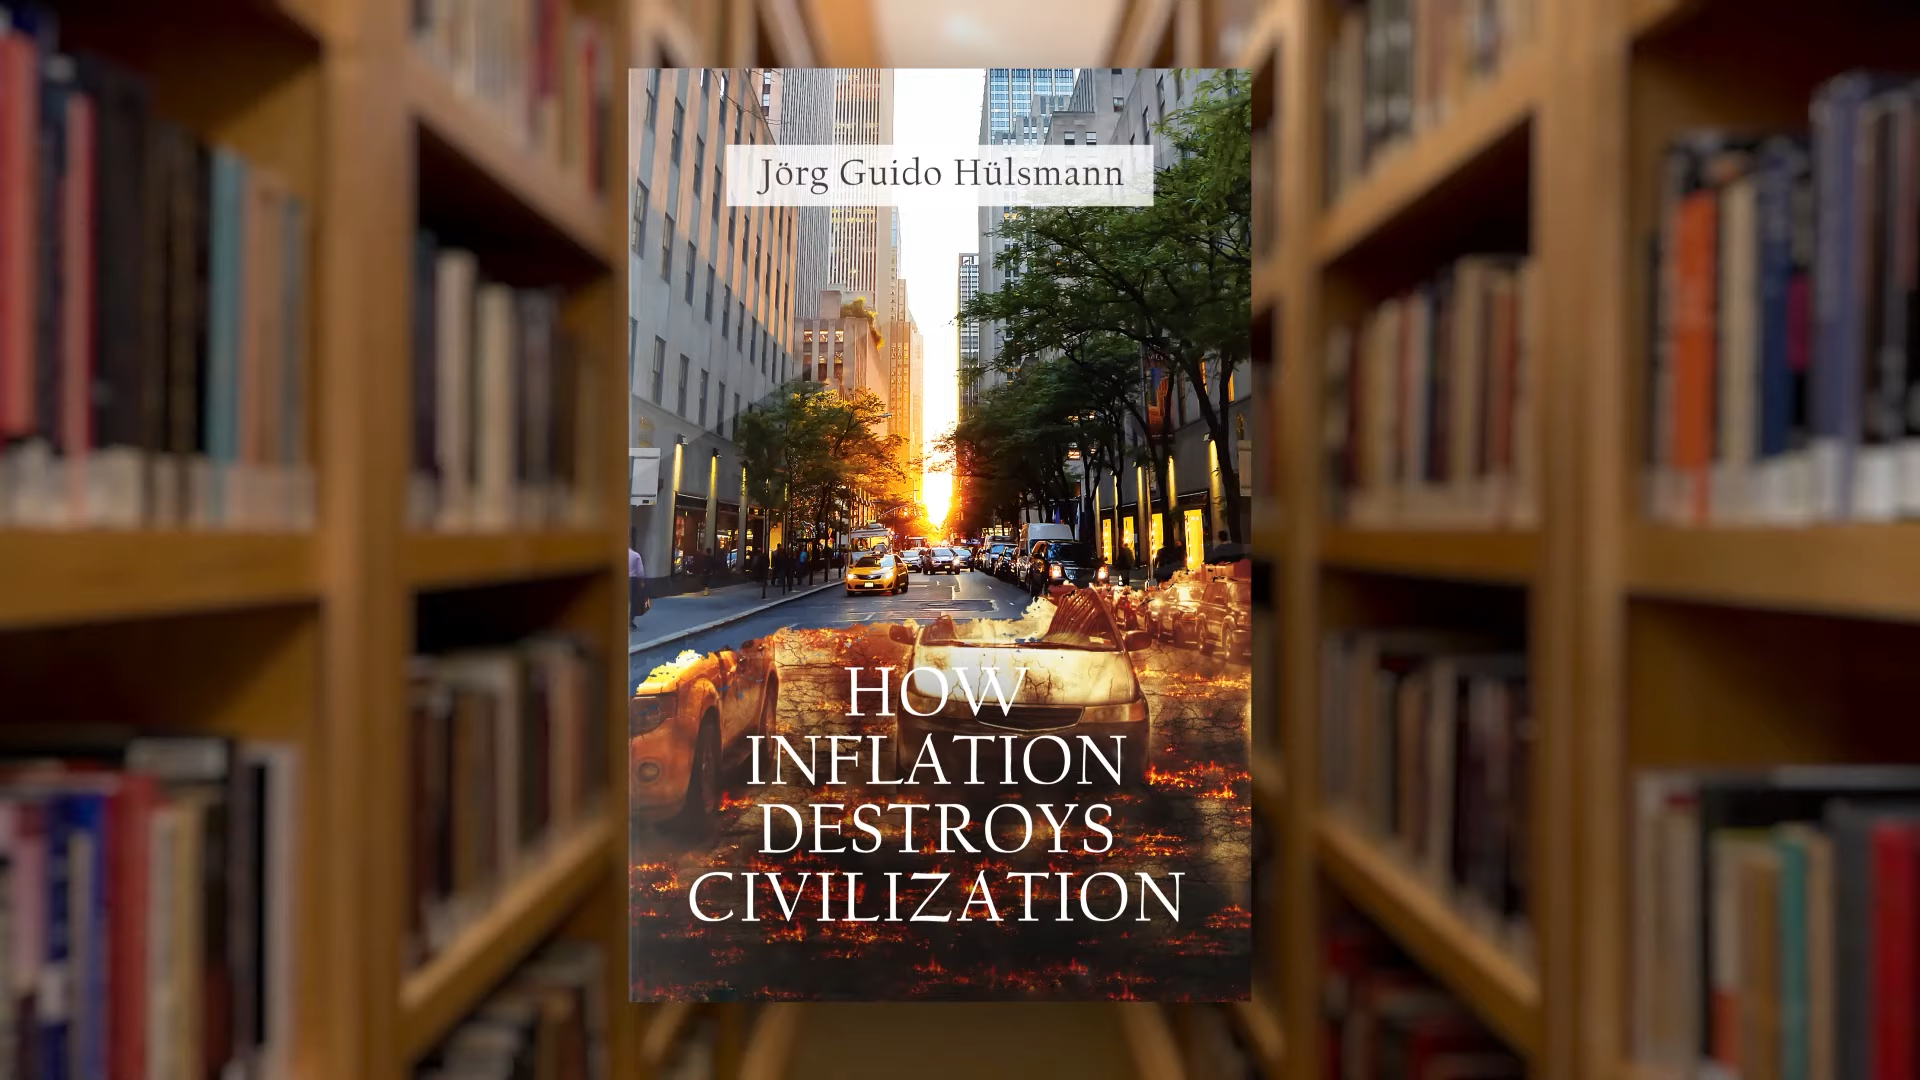 Jörg Guido Hülsmann
HOW
INFLATION
DESTROYS
CIVILIZATION